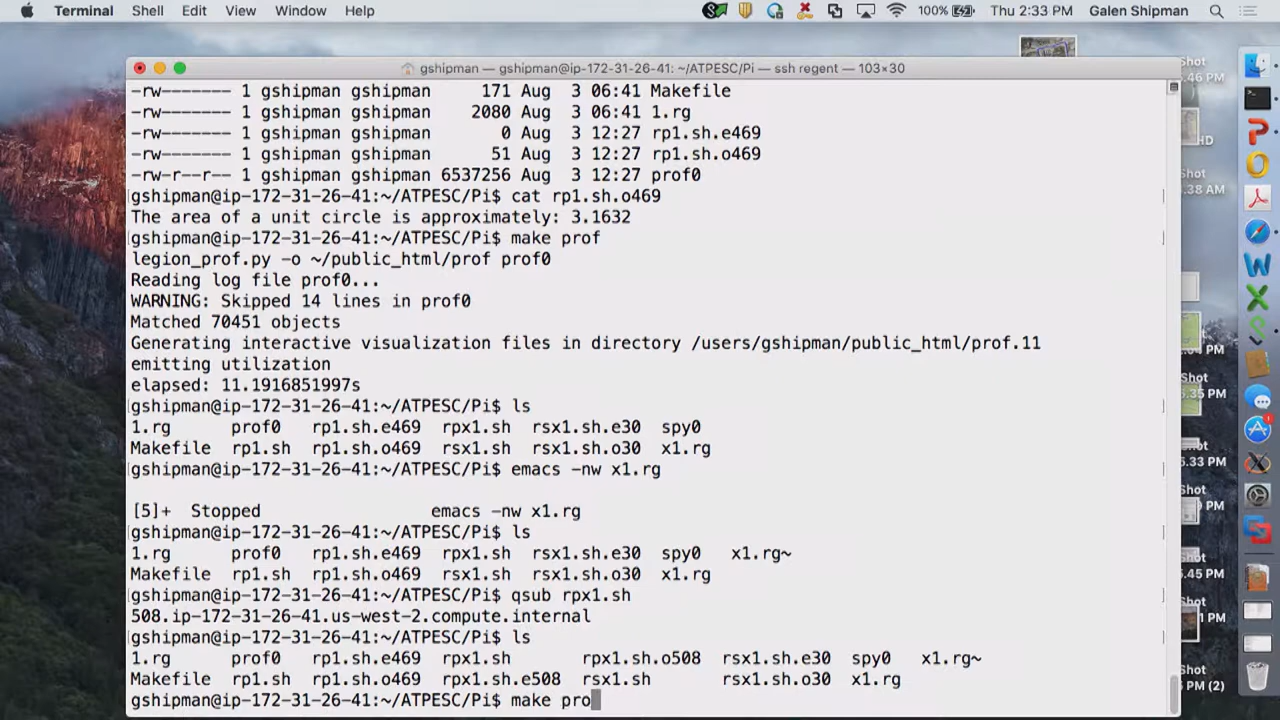 Terminal Shell Edit View Window Help 100% Thu 2:33 PM Galen Shipman
gshipman — gshipman@ip-172-31-26-41: ~/ATPESC/Pi — ssh regent — 103×30
-rw------- 1 gshipman gshipman 171 Aug 3 06:41 Makefile
-rw------- 1 gshipman gshipman 2080 Aug 3 06:41 1.rg
-rw------- 1 gshipman gshipman 0 Aug 3 12:27 rp1.sh.e469
-rw------- 1 gshipman gshipman 51 Aug 3 12:27 rp1.sh.o469
-rw-r--r-- 1 gshipman gshipman 6537256 Aug 3 12:27 prof0
gshipman@ip-172-31-26-41:~/ATPESC/Pi$ cat rp1.sh.o469
The area of a unit circle is approximately: 3.1632
gshipman@ip-172-31-26-41:~/ATPESC/Pi$ make prof
legion_prof.py -o ~/public_html/prof prof0
Reading log file prof0...
WARNING: Skipped 14 lines in prof0
Matched 70451 objects
Generating interactive visualization files in directory /users/gshipman/public_html/prof.11
emitting utilization
elapsed: 11.1916851997s
gshipman@ip-172-31-26-41:~/ATPESC/Pi$ ls
1.rg prof0 rp1.sh.e469 rpx1.sh rsx1.sh.e30 spy0
Makefile rp1.sh rp1.sh.o469 rsx1.sh rsx1.sh.o30 x1.rg
gshipman@ip-172-31-26-41:~/ATPESC/Pi$ emacs -nw x1.rg
[5]+ Stopped emacs -nw x1.rg
gshipman@ip-172-31-26-41:~/ATPESC/Pi$ ls
1.rg prof0 rp1.sh.e469 rpx1.sh rsx1.sh.e30 spy0 x1.rg~
Makefile rp1.sh rp1.sh.o469 rsx1.sh rsx1.sh.o30 x1.rg
gshipman@ip-172-31-26-41:~/ATPESC/Pi$ qsub rpx1.sh
508.ip-172-31-26-41.us-west-2.compute.internal
gshipman@ip-172-31-26-41:~/ATPESC/Pi$ ls
1.rg prof0 rp1.sh.e469 rpx1.sh rpx1.sh.o508 rsx1.sh.e30 spy0 x1.rg~
Makefile rp1.sh rp1.sh.o469 rpx1.sh.e508 rsx1.sh rsx1.sh.o30 x1.rg
gshipman@ip-172-31-26-41:~/ATPESC/Pi$ make pro